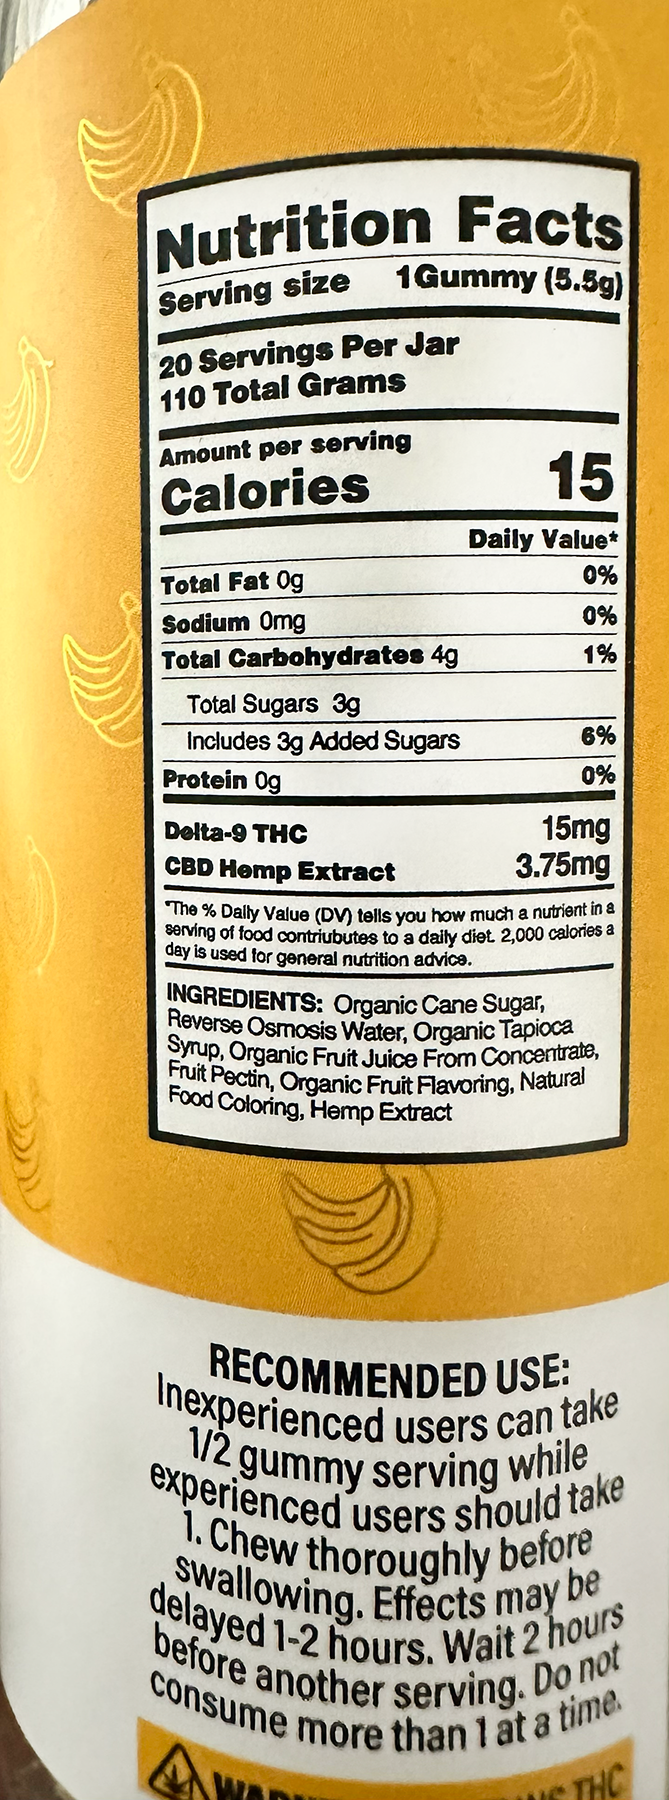 Nutrition Facts
Serving size 1Gummy (5.5g)
20 Servings Per Jar
110 Total Grams
Amount per serving
Calories 15
Daily Value*
Total Fat 0g 0%
Sodium 0mg 0%
Total Carbohydrates 4g 1%
Total Sugars 3g
Includes 3g Added Sugars 6%
Protein 0g 0%
Delta-9 THC 15mg
CBD Hemp Extract 3.75mg
*The % Daily Value (DV) tells you how much a nutrient in a
serving of food contriubutes to a daily diet. 2,000 calories a
day is used for general nutrition advice.
INGREDIENTS: Organic Cane Sugar,
Reverse Osmosis Water, Organic Tapioca
Syrup, Organic Fruit Juice From Concentrate,
Fruit Pectin, Organic Fruit Flavoring, Natural
Food Coloring, Hemp Extract
RECOMMENDED USE:
Inexperienced users can take
1/2 gummy serving while
experienced users should take
1. Chew thoroughly before
swallowing. Effects may be
delayed 1-2 hours. Wait 2 hours
before another serving. Do not
consume more than 1 at a time.
THC